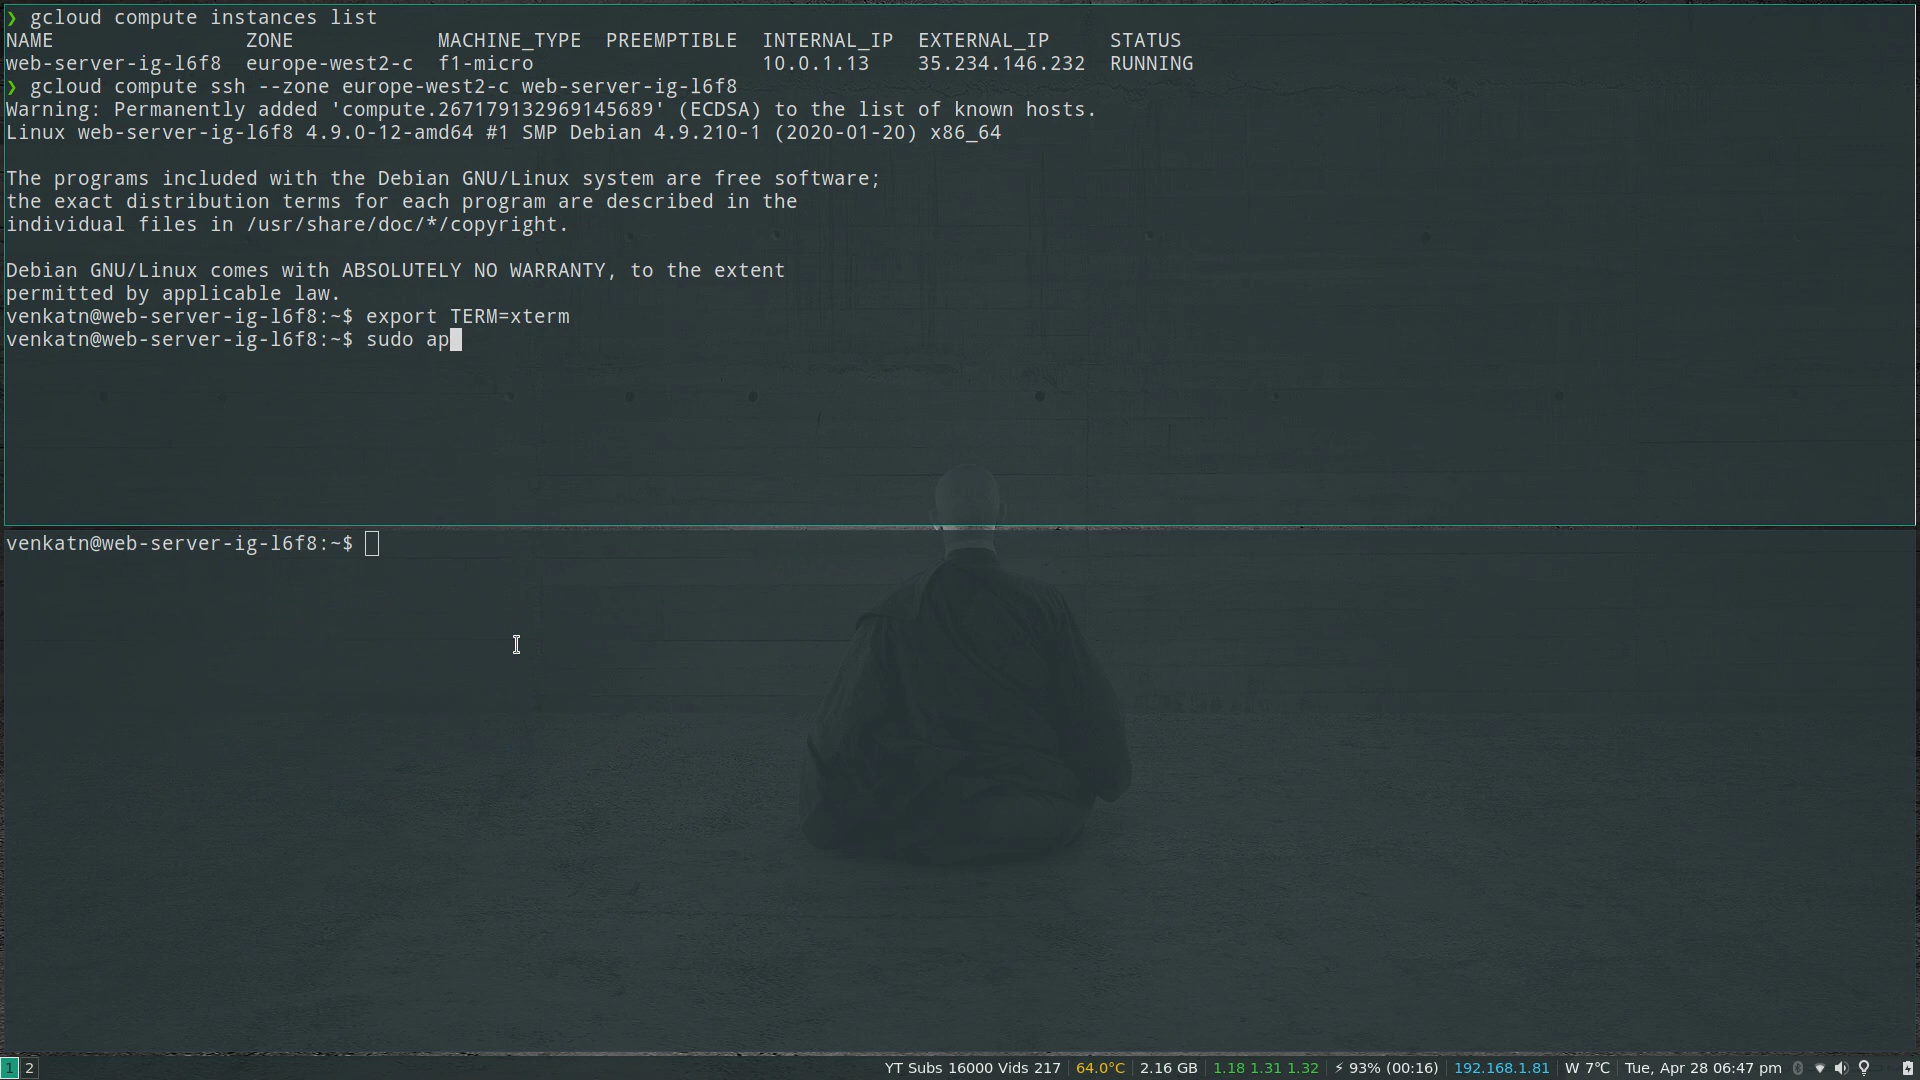 ❯ gcloud compute instances list
NAME                ZONE            MACHINE_TYPE  PREEMPTIBLE  INTERNAL_IP  EXTERNAL_IP     STATUS
web-server-ig-l6f8  europe-west2-c  f1-micro                   10.0.1.13    35.234.146.232  RUNNING
❯ gcloud compute ssh --zone europe-west2-c web-server-ig-l6f8
Warning: Permanently added 'compute.267179132969145689' (ECDSA) to the list of known hosts.
Linux web-server-ig-l6f8 4.9.0-12-amd64 #1 SMP Debian 4.9.210-1 (2020-01-20) x86_64
The programs included with the Debian GNU/Linux system are free software;
the exact distribution terms for each program are described in the
individual files in /usr/share/doc/*/copyright.
Debian GNU/Linux comes with ABSOLUTELY NO WARRANTY, to the extent
permitted by applicable law.
venkatn@web-server-ig-l6f8:~$ export TERM=xterm
venkatn@web-server-ig-l6f8:~$ sudo ap
venkatn@web-server-ig-l6f8:~$
1 2 YT Subs 16000 Vids 217 64.0°C 2.16 GB 1.18 1.31 1.32 ⚡ 93% (00:16) 192.168.1.81 W 7℃ Tue, Apr 28 06:47 pm